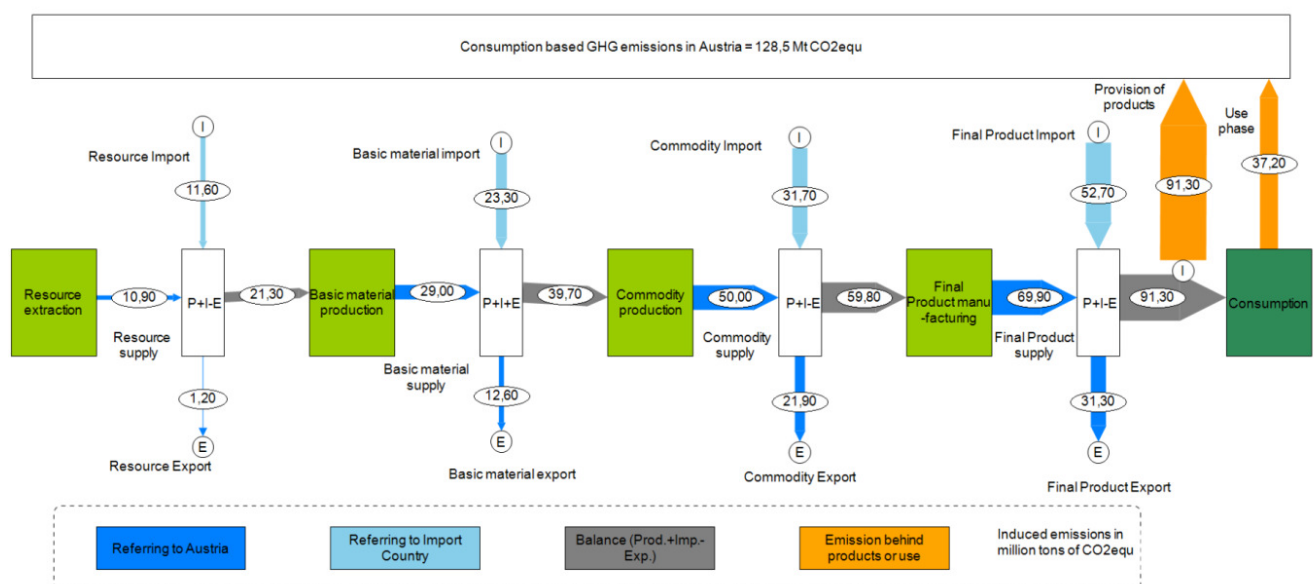 Consumption based GHG emissions in Austria = 128,5 Mt CO2equ
Provision of
products
Use
phase
I
Resource Import
11,60
I
Basic material import
23,30
I
Commodity Import
31,70
I
Final Product Import
52,70
91,30
37,20
Resource
extraction
10,90
Resource
supply
P+I-E
21,30
Basic material
production
29,00
Basic material
supply
P+I+E
39,70
Commodity
production
50,00
Commodity
supply
P+I-E
59,80
Final
Product manu
-facturing
69,90
Final Product
supply
P+I-E
I
91,30
Consumption
1,20
E
Resource Export
12,60
E
Basic material export
21,90
E
Commodity Export
31,30
E
Final Product Export
Referring to Austria
Referring to Import
Country
Balance (Prod.+Imp.-
Exp.)
Emission behind
products or use
Induced emissions in
million tons of CO2equ